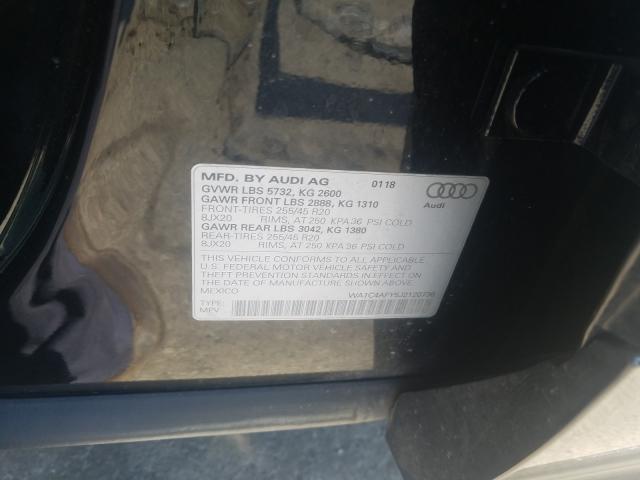 MFD. BY AUDI AG 0118
GVWR LBS 5732, KG 2600
GAWR FRONT LBS 2888, KG 1310
FRONT-TIRES 255/45 R20
8JX20 RIMS, AT 250 KPA 36 PSI COLD
GAWR REAR LBS 3042, KG 1380
REAR-TIRES 255/45 R20
8JX20 RIMS, AT 250 KPA 36 PSI COLD
Audi
THIS VEHICLE CONFORMS TO ALL APPLICABLE
U.S. FEDERAL MOTOR VEHICLE SAFETY AND
THEFT PREVENTION STANDARDS IN EFFECT ON
THE DATE OF MANUFACTURE SHOWN ABOVE.
MEXICO
WA1C4AFY5J2120736
TYPE:
MPV